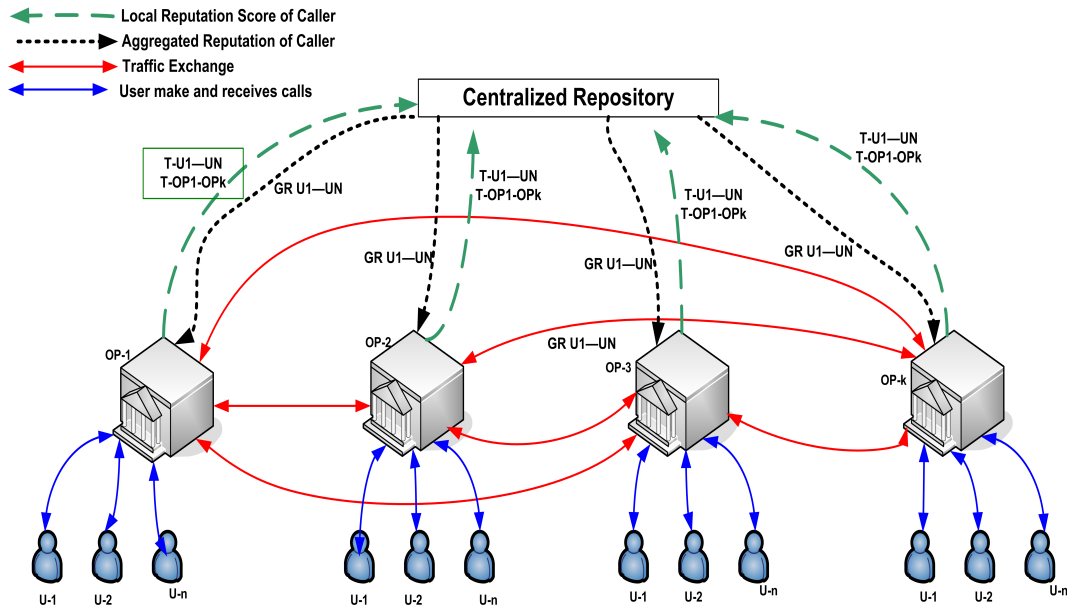 Local Reputation Score of Caller
Aggregated Reputation of Caller
Traffic Exchange
User make and receives calls
Centralized Repository
T-U1—UN
T-OP1-OPk
GR U1—UN
T-U1—UN
T-OP1-OPk
T-U1—UN
T-OP1-OPk
T-U1—UN
T-OP1-OPk
GR U1—UN
GR U1—UN
GR U1—UN
GR U1—UN
OP-1
OP-2
OP-3
OP-k
U-1
U-2
U-n
U-1
U-2
U-n
U-1
U-2
U-n
U-1
U-2
U-n